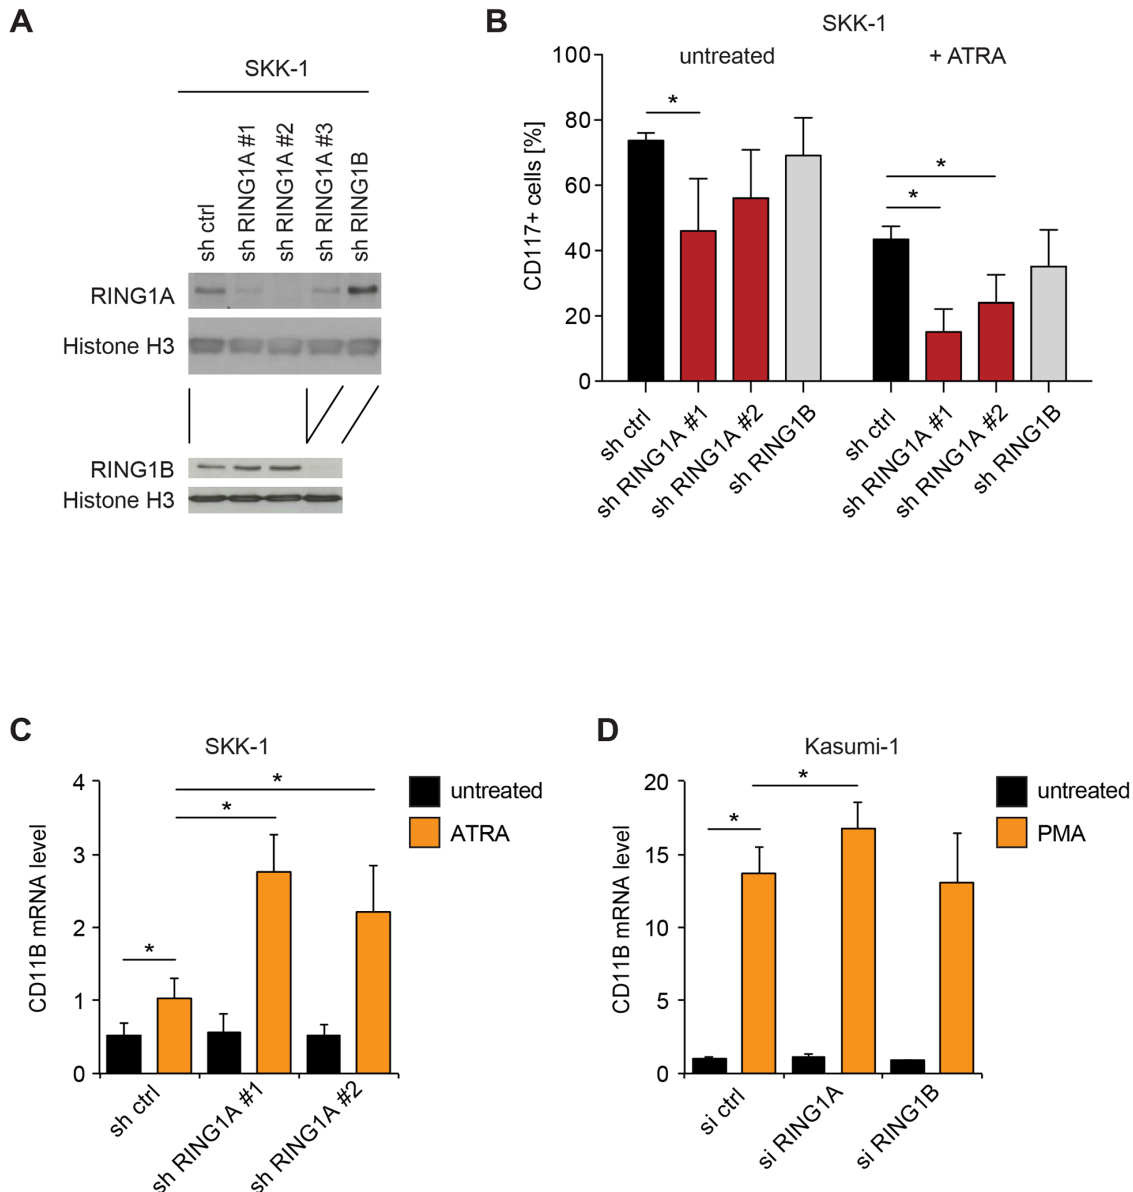 A
SKK-1
sh ctrl
sh RING1A #1
sh RING1A #2
sh RING1A #3
sh RING1B
RING1A
Histone H3
RING1B
Histone H3
B
SKK-1
untreated
+ ATRA
CD117+ cells [%]
100
80
60
40
20
0
*
*
*
sh ctrl
sh RING1A #1
sh RING1A #2
sh RING1B
sh ctrl
sh RING1A #1
sh RING1A #2
sh RING1B
C
SKK-1
CD11B mRNA level
4
3
2
1
0
*
*
*
untreated
ATRA
sh ctrl
sh RING1A #1
sh RING1A #2
D
Kasumi-1
CD11B mRNA level
20
15
10
5
0
*
*
untreated
PMA
si ctrl
si RING1A
si RING1B